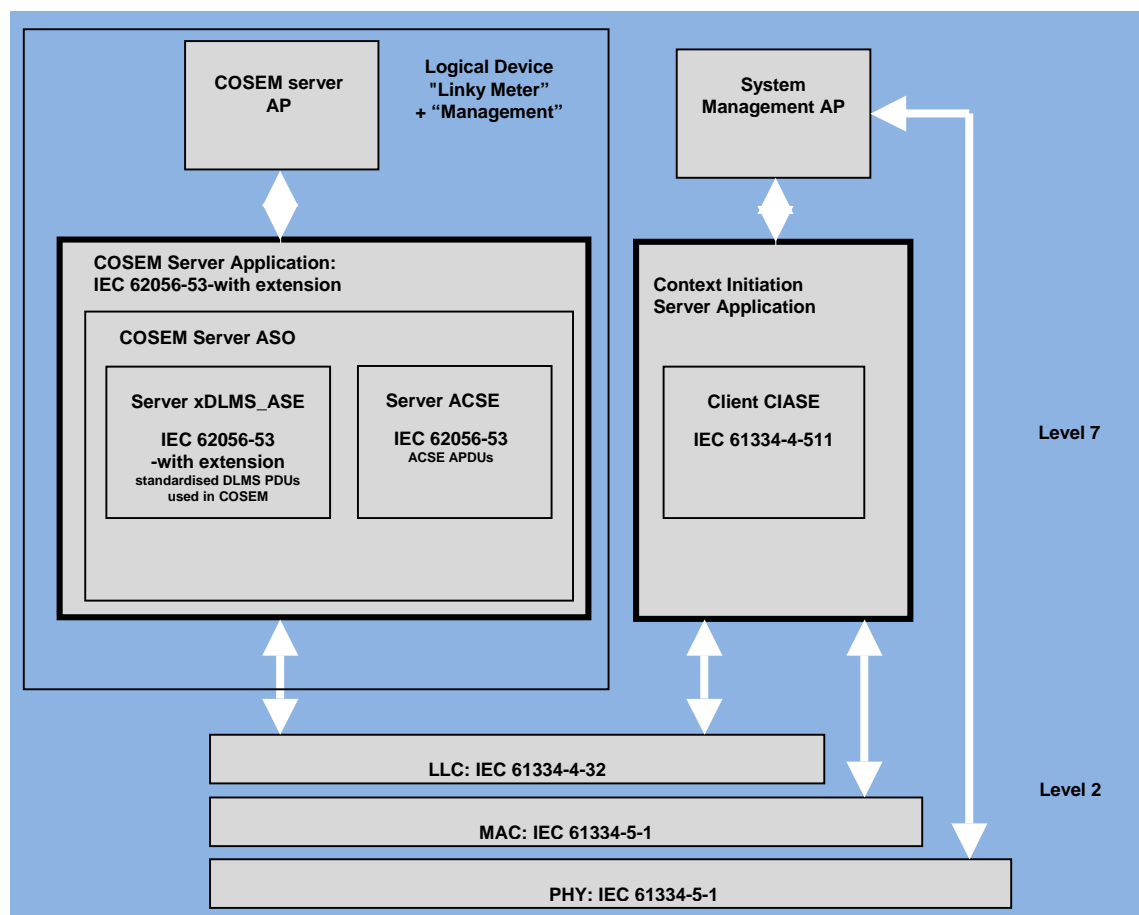 COSEM server
AP
Logical Device
"Linky Meter”
+ “Management”
System
Management AP
COSEM Server Application:
IEC 62056-53-with extension
COSEM Server ASO
Server xDLMS_ASE
IEC 62056-53
-with extension
standardised DLMS PDUs
used in COSEM
Server ACSE
IEC 62056-53
ACSE APDUs
Context Initiation
Server Application
Client CIASE
IEC 61334-4-511
Level 7
LLC: IEC 61334-4-32
Level 2
MAC: IEC 61334-5-1
PHY: IEC 61334-5-1